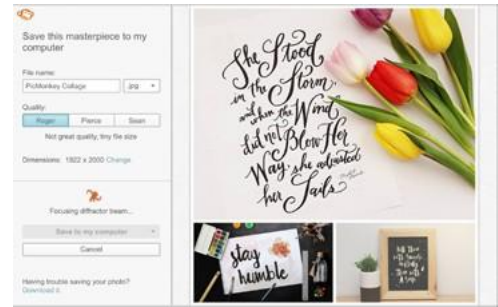 Save this masterpiece to my
computer
File name:
PicMonkey Collage
.jpg
Quality:
Roger
Pierce
Sean
Not great quality, tiny file size
Dimensions: 1922 x 2000 Change
Focusing diffractor beam...
Save to my computer
Cancel
Having trouble saving your photo?
Download it.
She Stood
in the Storm,
and when the Wind
did not Blow Her
Way, she adjusted
her Sails
stay
humble